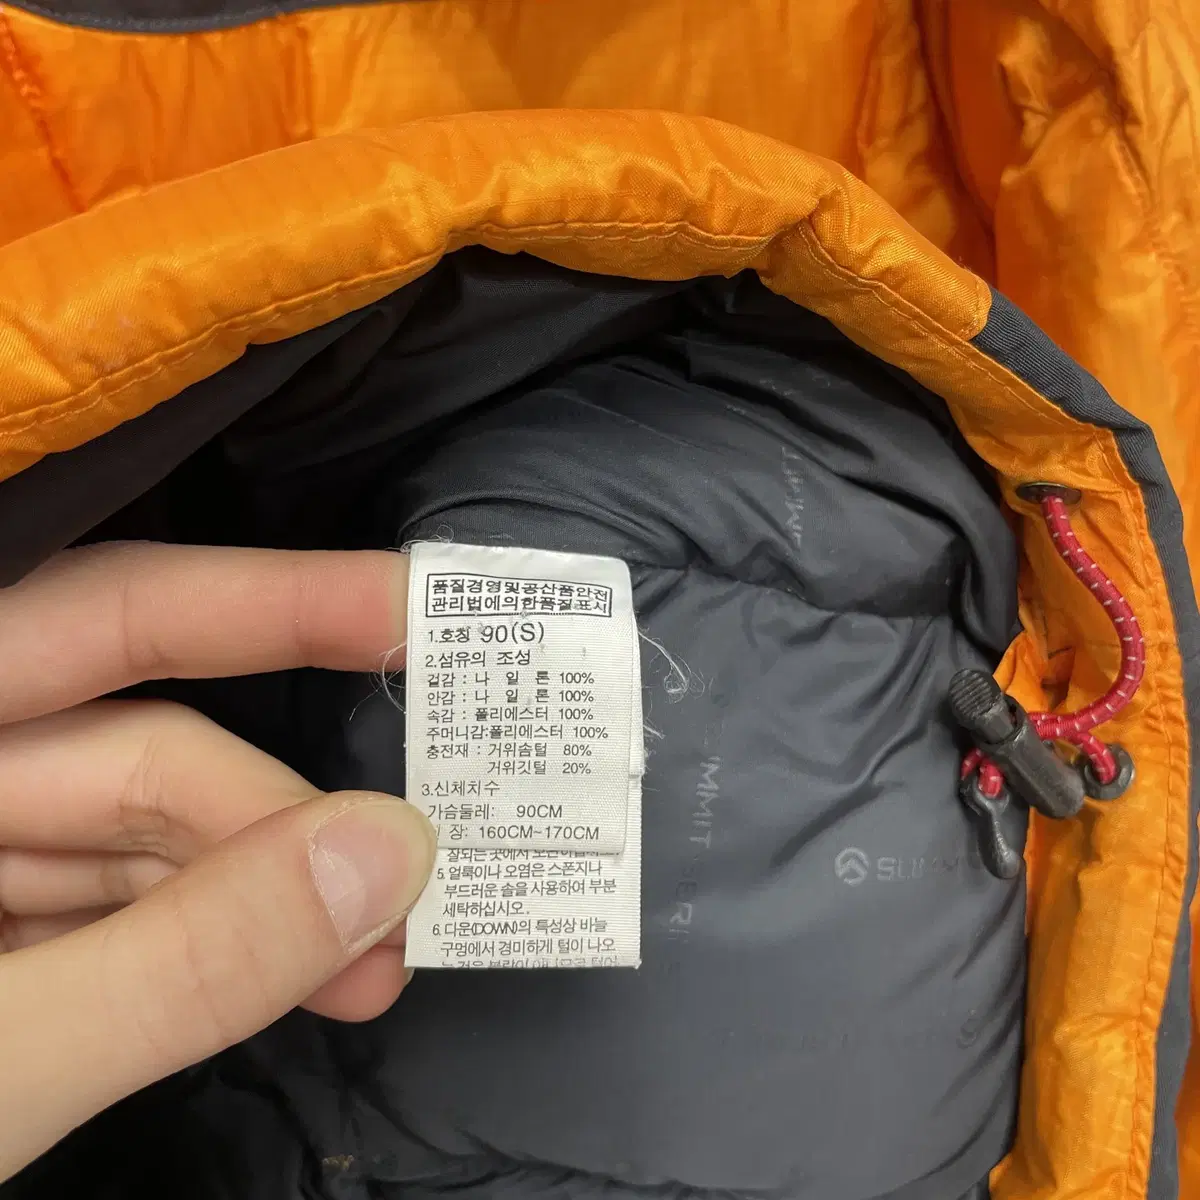 품질경영및공산품안전
관리법에의한품질표시
1.호칭 90(S)
2.섬유의 조성
겉감 : 나 일 론 100%
안감 : 나 일 론 100%
속감 : 폴리에스터 100%
주머니감:폴리에스터 100%
충전재 : 거위솜털 80%
거위깃털 20%
3.신체치수
가슴둘레: 90CM
장: 160CM~170CM
5. 얼룩이나 오염은 스폰지나
부드러운 솔을 사용하여 부분
세탁하십시오.
6. 다운(DOWN)의 특성상 바늘
구멍에서 경미하게 털이 나오
SUMM